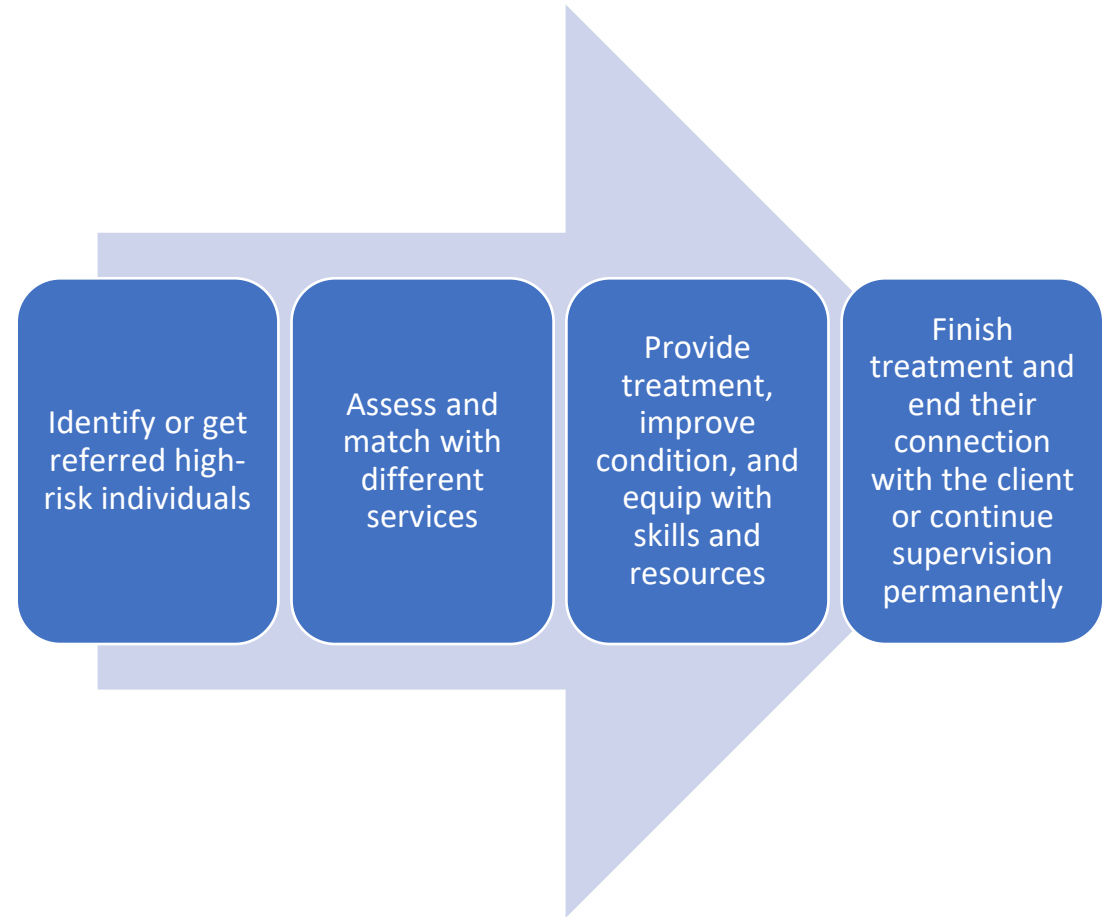 Identify or get
referred high-
risk individuals
Assess and
match with
different
services
Provide
treatment,
improve
condition, and
equip with
skills and
resources
Finish
treatment and
end their
connection
with the client
or continue
supervision
permanently